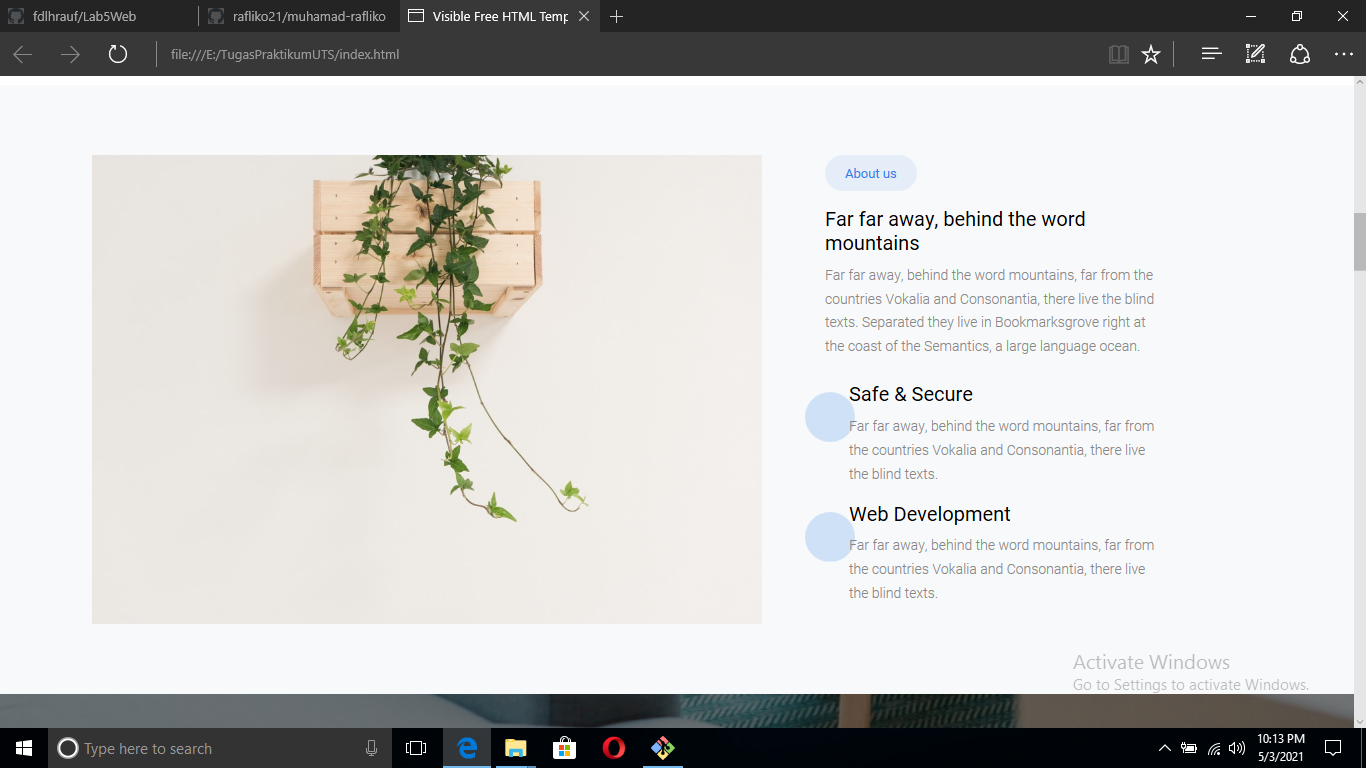 fdlhrauf/Lab5Web
rafliko21/muhamad-rafliko
Visible Free HTML Temp
file:///E:/TugasPraktikumUTS/index.html
About us
Far far away, behind the word
mountains
Far far away, behind the word mountains, far from the
countries Vokalia and Consonantia, there live the blind
texts. Separated they live in Bookmarksgrove right at
the coast of the Semantics, a large language ocean.
Safe & Secure
Far far away, behind the word mountains, far from
the countries Vokalia and Consonantia, there live
the blind texts.
Web Development
Far far away, behind the word mountains, far from
the countries Vokalia and Consonantia, there live
the blind texts.
Activate Windows
Go to Settings to activate Windows.
Type here to search
10:13 PM
5/3/2021